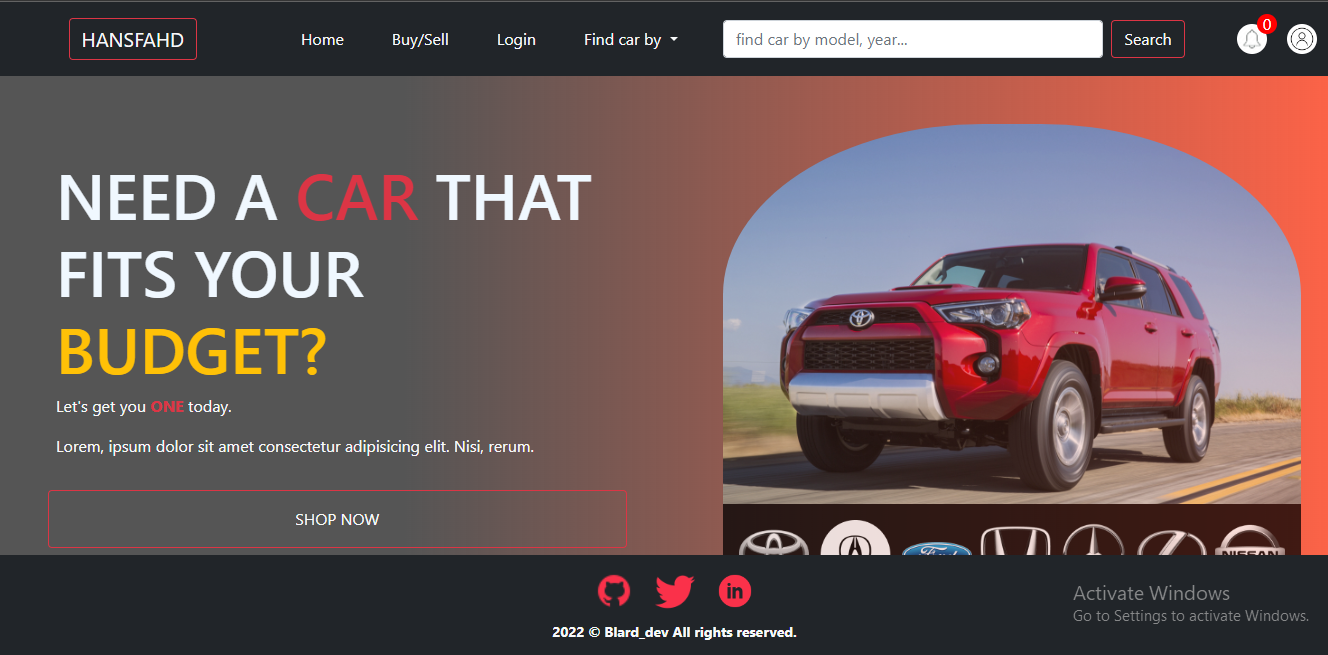 HANSFAHD
Home
Buy/Sell
Login
Find car by
find car by model, year...
Search
0
NEED A CAR THAT
FITS YOUR
BUDGET?
Let's get you ONE today.
Lorem, ipsum dolor sit amet consectetur adipisicing elit. Nisi, rerum.
SHOP NOW
Ford
NISSAN
in
2022 © Blard_dev All rights reserved.
Activate Windows
Go to Settings to activate Windows.